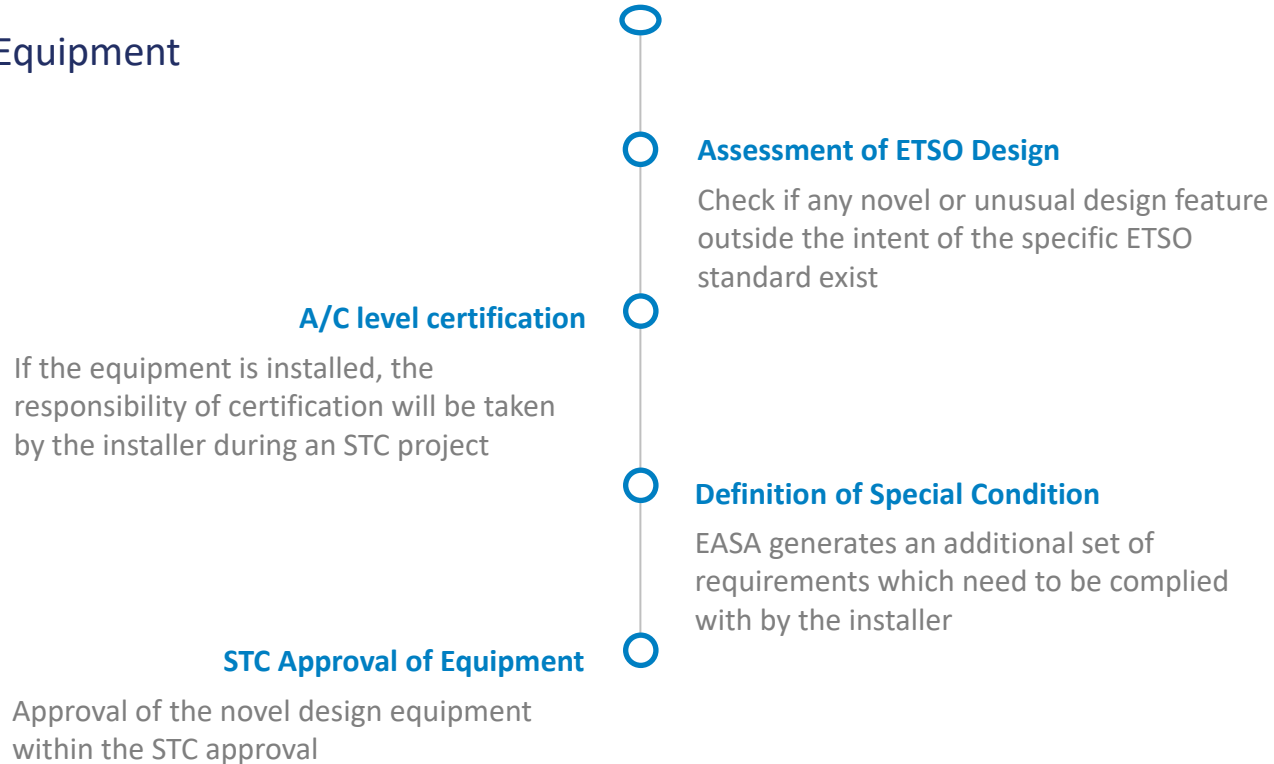 Equipment
Assessment of ETSO Design
Check if any novel or unusual design feature
outside the intent of the specific ETSO
standard exist
A/C level certification
If the equipment is installed, the
responsibility of certification will be taken
by the installer during an STC project
Definition of Special Condition
EASA generates an additional set of
requirements which need to be complied
with by the installer
STC Approval of Equipment
Approval of the novel design equipment
within the STC approval